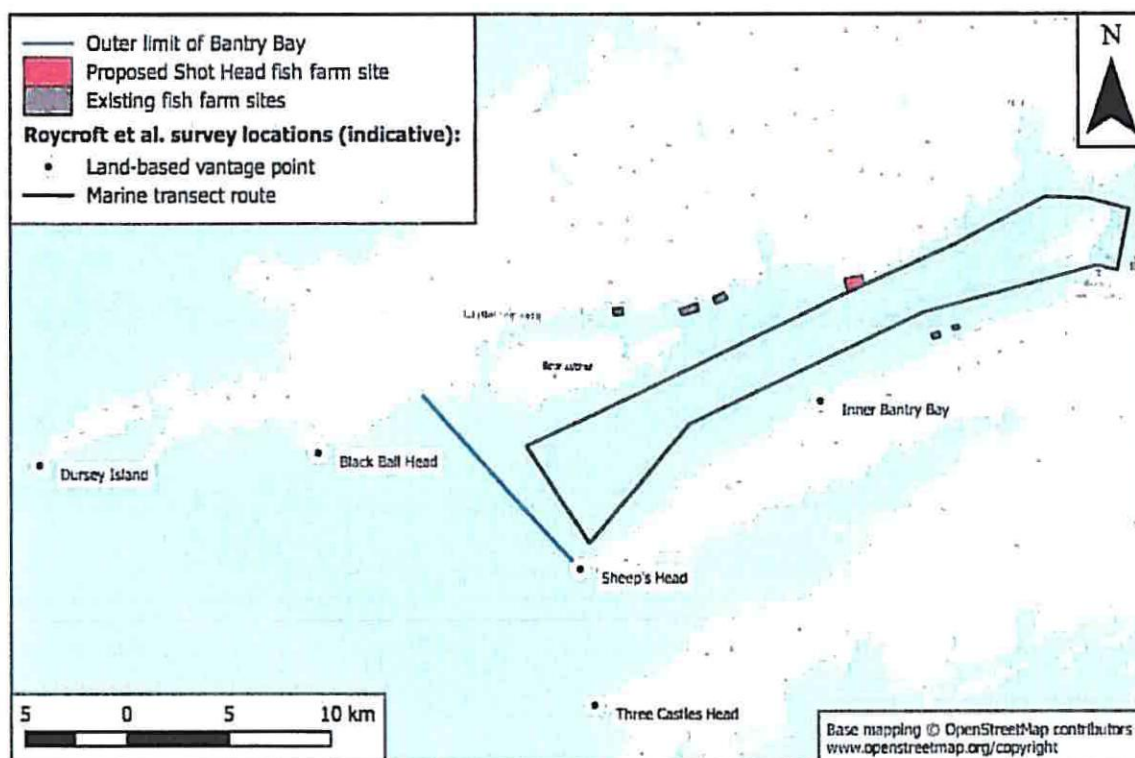 Outer limit of Bantry Bay
Proposed Shot Head fish farm site
Existing fish farm sites
Roycroft et al. survey locations (indicative):
Land-based vantage point
Marine transect route
N
Inner Bantry Bay
Dursey Island
Black Ball Head
Sheep's Head
Three Castles Head
5 0 5 10 km
Base mapping © OpenStreetMap contributors
www.openstreetmap.org/copyright